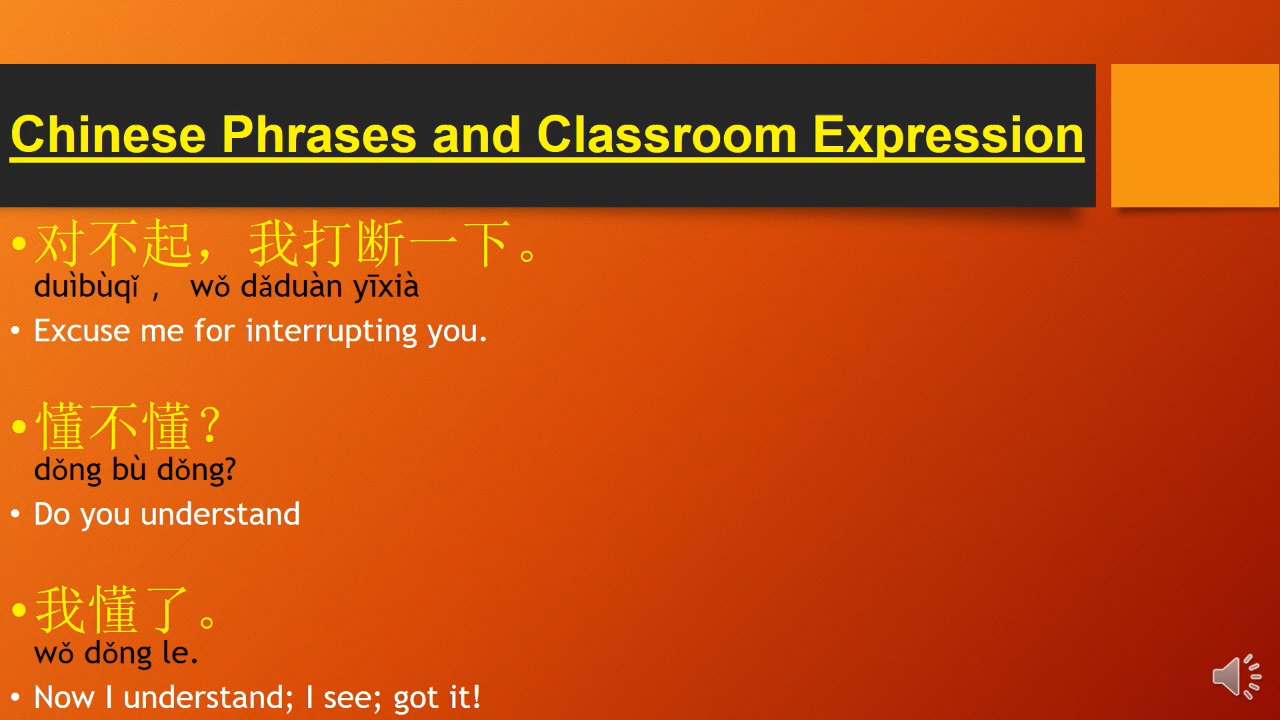 Chinese Phrases and Classroom Expression
•对不起，我打断一下。
duìbùqǐ ， wǒ dǎduàn yīxià
• Excuse me for interrupting you.
•懂不懂？
dǒng bù dǒng?
• Do you understand
•我懂了。
wǒ dǒng le.
• Now I understand; I see; got it!